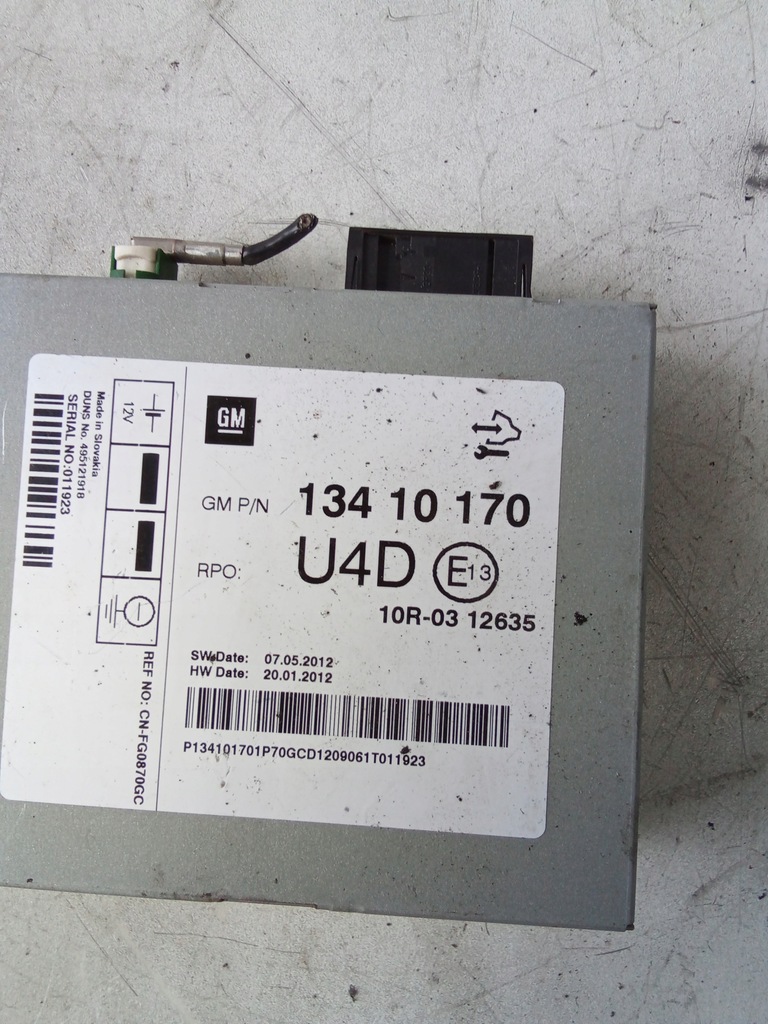 GM
GM P/N 134 10 170
RPO: U4D E13
10R-03 12635
SW Date: 07.05.2012
HW Date: 20.01.2012
P134101701P70GCD1209061T011923
12V
REF NO: CN-FG0870GC
Made in Slovakia
DUNS No. 495121918
SERIAL NO:011923